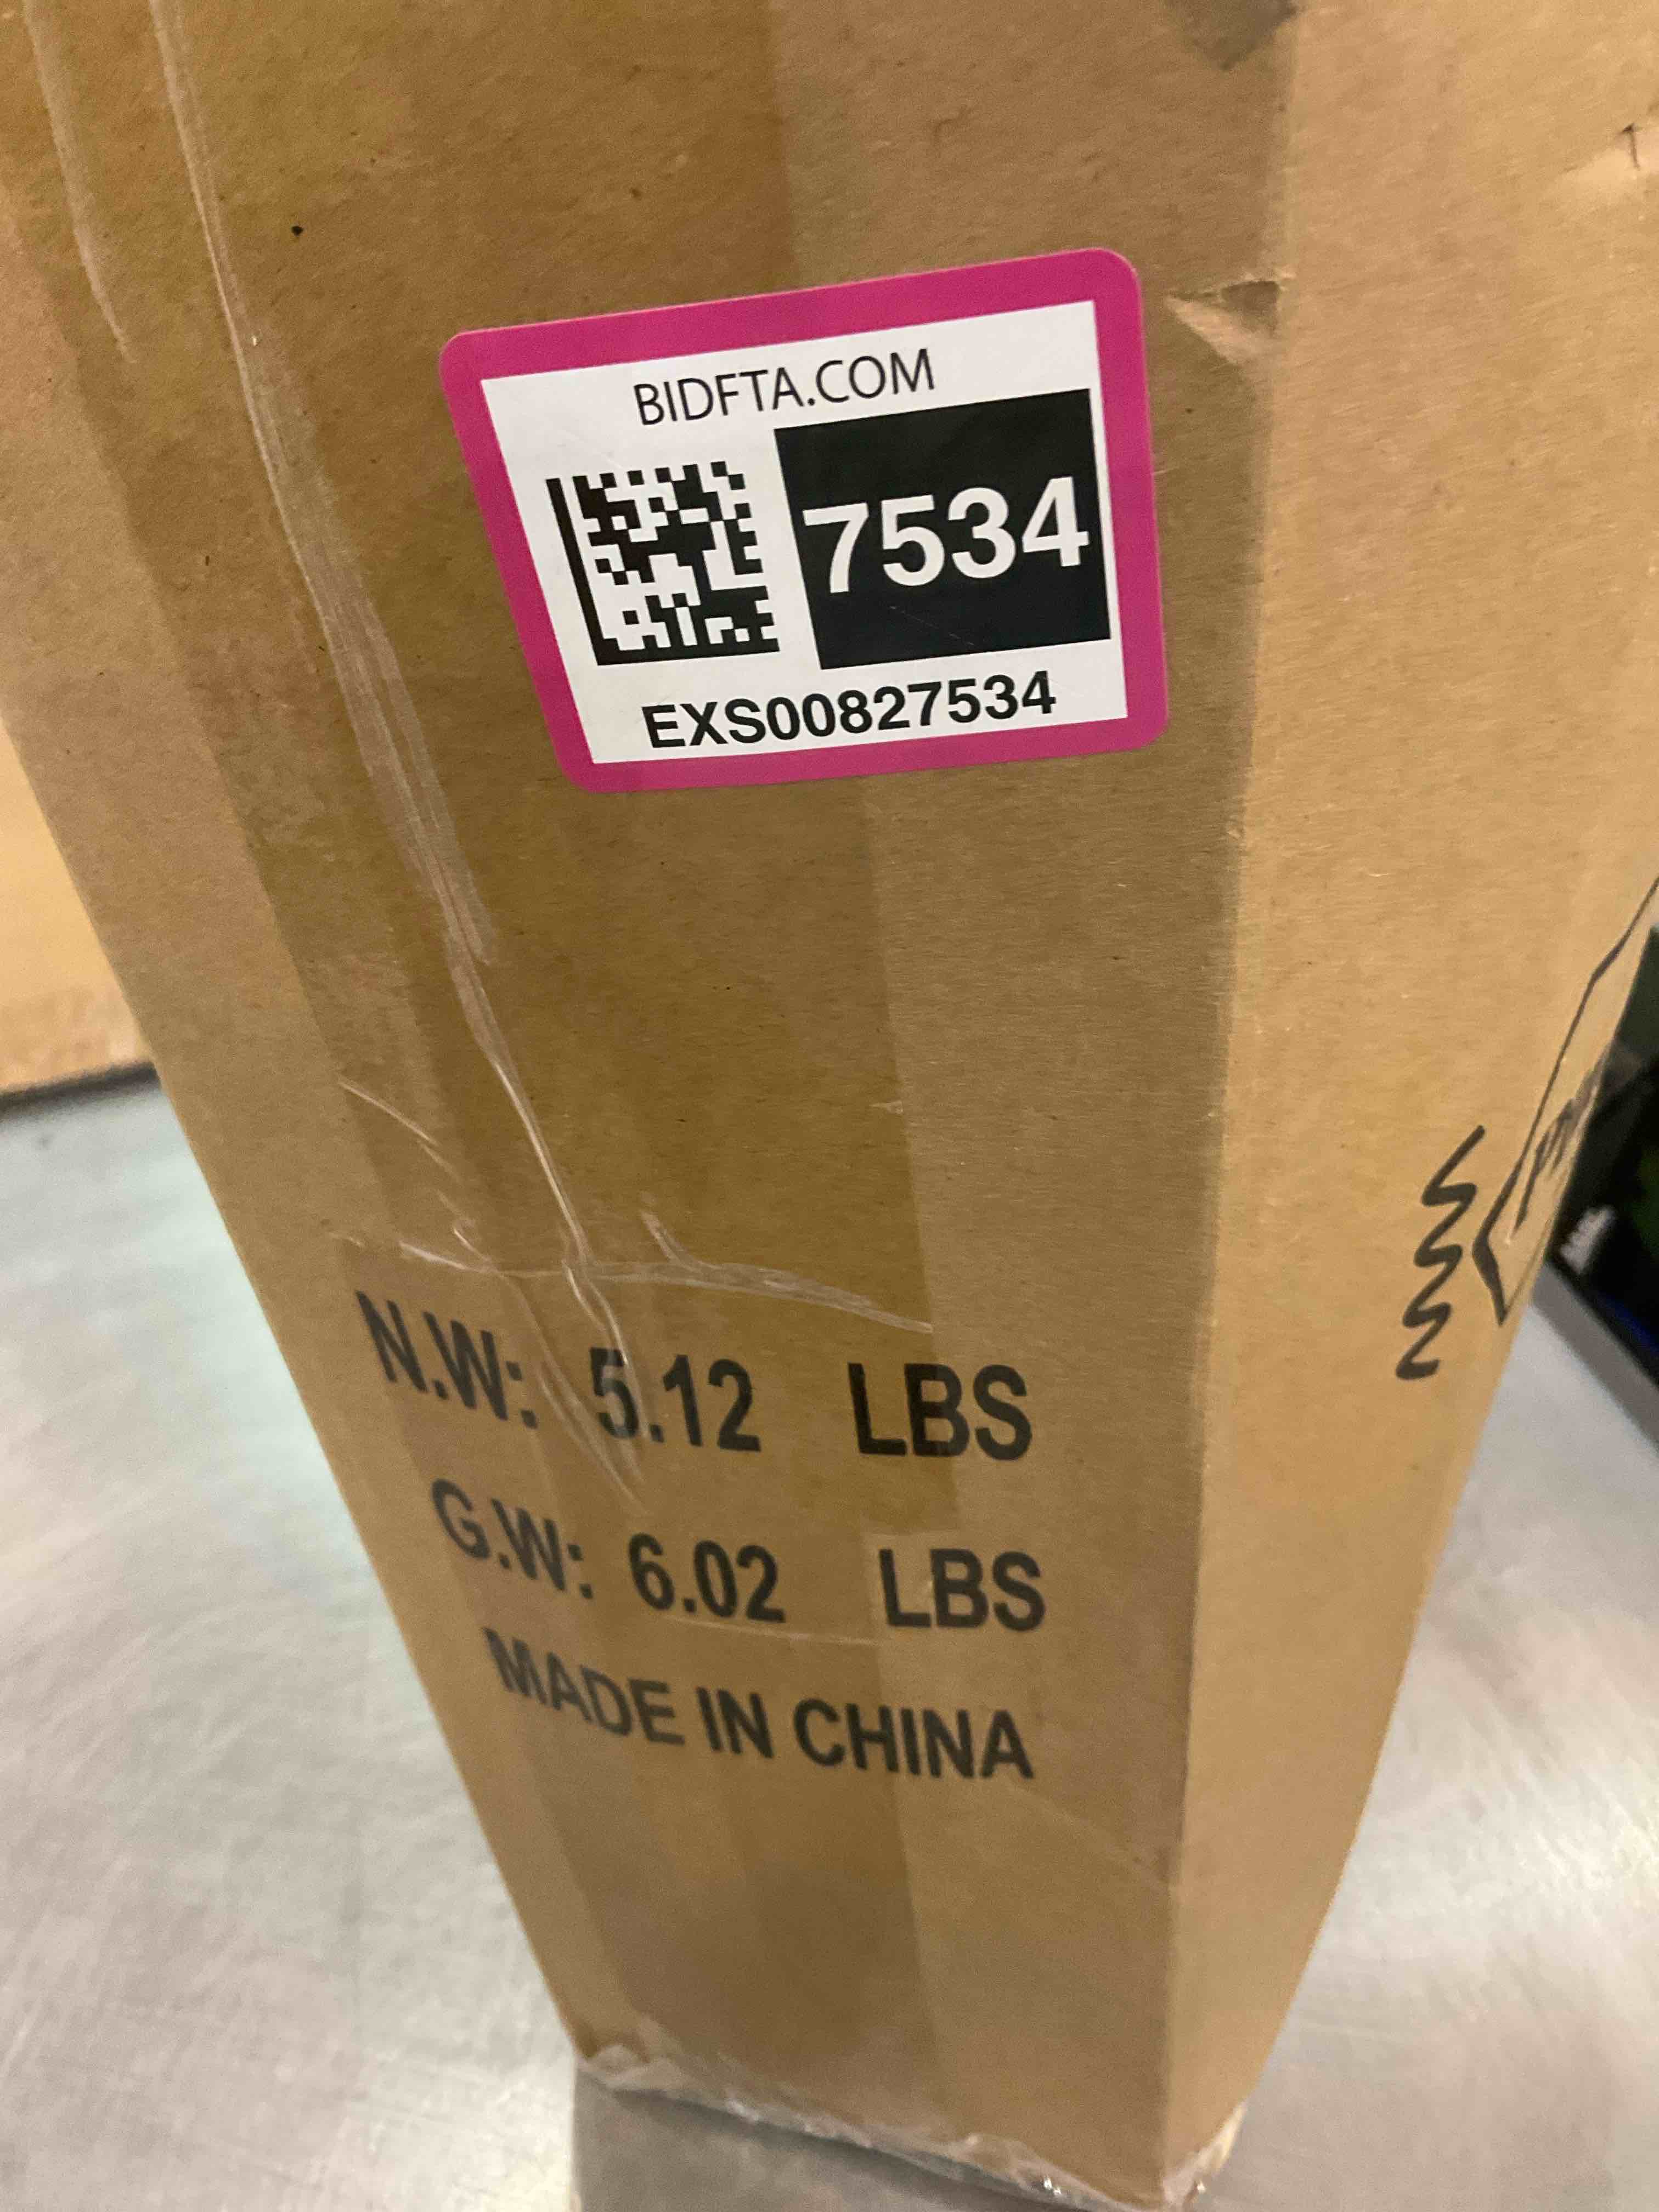 BIDFTA.COM
7534
EXS00827534
N.W: 5.12 LBS
G.W: 6.02 LBS
MADE IN CHINA